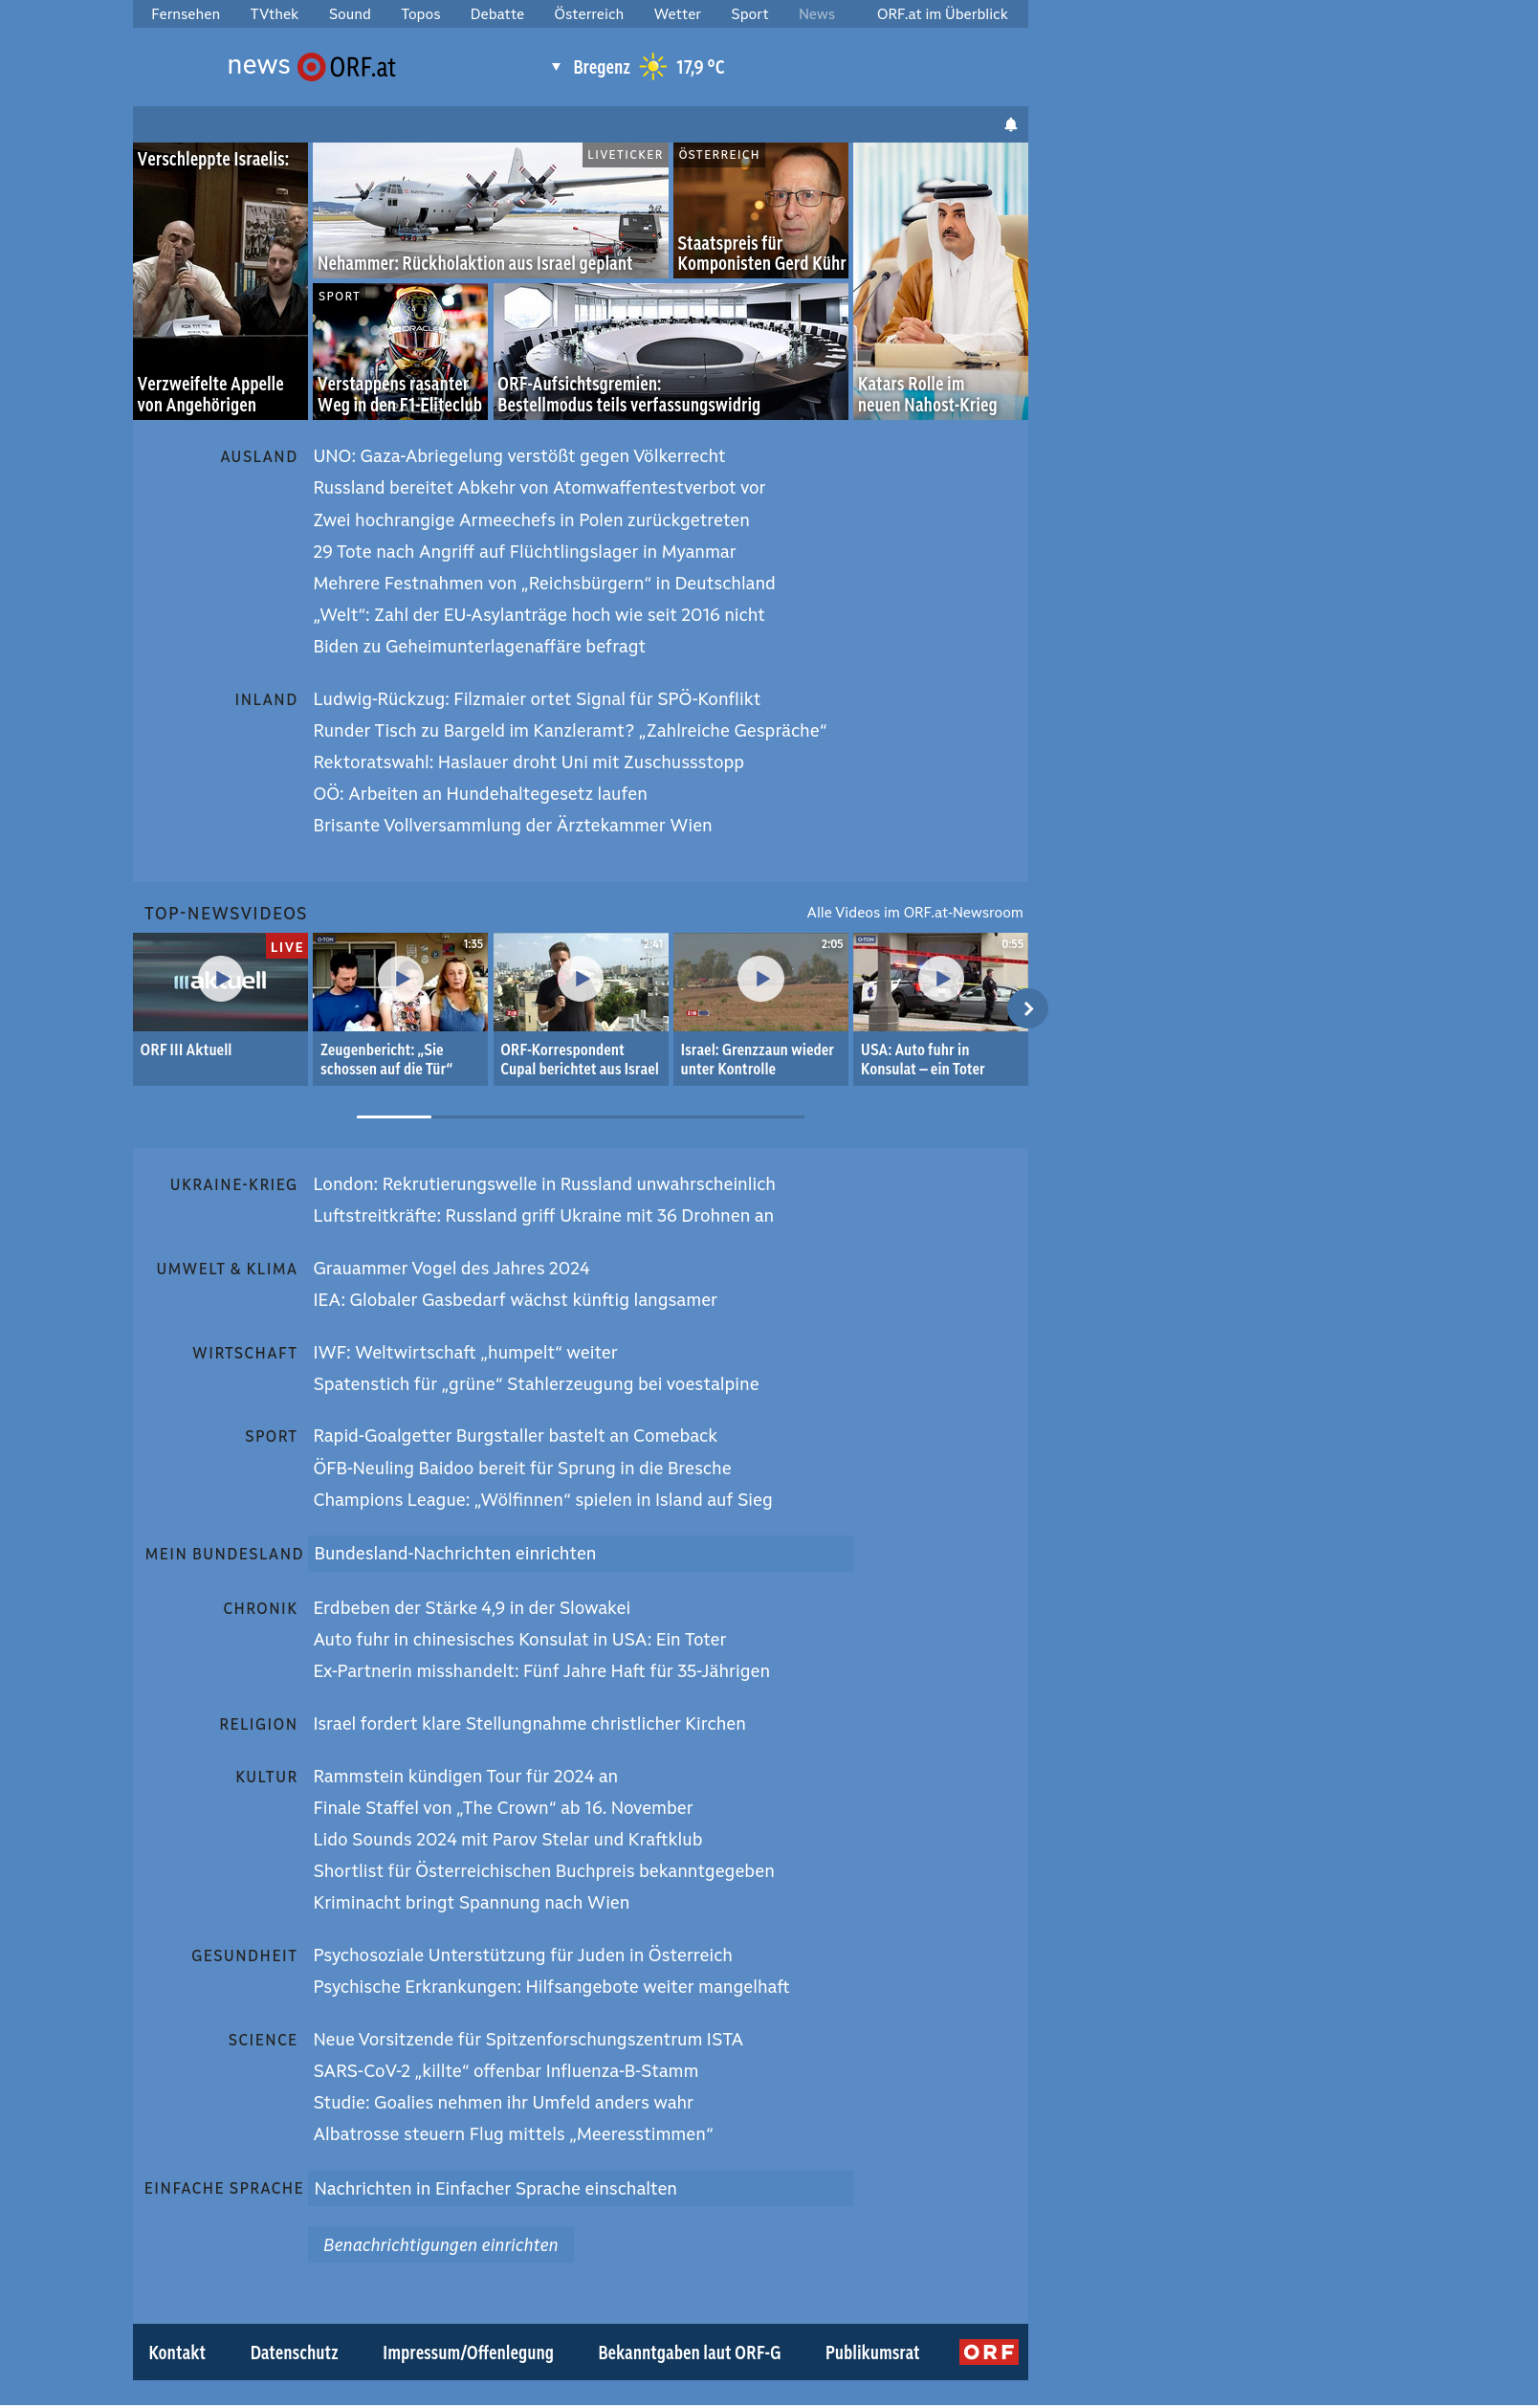 Fernsehen TVthek Sound Topos Debatte Österreich Wetter Sport News ORF.at im Überblick
news ORF.at
Bregenz 17,9 °C
Verschleppte Israelis:
Verzweifelte Appelle
von Angehörigen
LIVETICKER
Nehammer: Rückholaktion aus Israel geplant
ÖSTERREICH
Staatspreis für
Komponisten Gerd Kühr
SPORT
ORACLE
Verstappens rasanter
Weg in den F1-Eliteclub
ORF-Aufsichtsgremien:
Bestellmodus teils verfassungswidrig
Katars Rolle im
neuen Nahost-Krieg
AUSLAND
UNO: Gaza-Abriegelung verstößt gegen Völkerrecht
Russland bereitet Abkehr von Atomwaffentestverbot vor
Zwei hochrangige Armeechefs in Polen zurückgetreten
29 Tote nach Angriff auf Flüchtlingslager in Myanmar
Mehrere Festnahmen von „Reichsbürgern“ in Deutschland
„Welt“: Zahl der EU-Asylanträge hoch wie seit 2016 nicht
Biden zu Geheimunterlagenaffäre befragt
INLAND
Ludwig-Rückzug: Filzmaier ortet Signal für SPÖ-Konflikt
Runder Tisch zu Bargeld im Kanzleramt? „Zahlreiche Gespräche“
Rektoratswahl: Haslauer droht Uni mit Zuschussstopp
OÖ: Arbeiten an Hundehaltegesetz laufen
Brisante Vollversammlung der Ärztekammer Wien
TOP-NEWSVIDEOS
Alle Videos im ORF.at-Newsroom
LIVE
aktuell
ORF III Aktuell
O-TON
1:35
Zeugenbericht: „Sie
schossen auf die Tür“
2:41
ZIB
ORF-Korrespondent
Cupal berichtet aus Israel
2:05
ZIB
Israel: Grenzzaun wieder
unter Kontrolle
O-TON
0:55
USA: Auto fuhr in
Konsulat – ein Toter
UKRAINE-KRIEG
London: Rekrutierungswelle in Russland unwahrscheinlich
Luftstreitkräfte: Russland griff Ukraine mit 36 Drohnen an
UMWELT & KLIMA
Grauammer Vogel des Jahres 2024
IEA: Globaler Gasbedarf wächst künftig langsamer
WIRTSCHAFT
IWF: Weltwirtschaft „humpelt“ weiter
Spatenstich für „grüne“ Stahlerzeugung bei voestalpine
SPORT
Rapid-Goalgetter Burgstaller bastelt an Comeback
ÖFB-Neuling Baidoo bereit für Sprung in die Bresche
Champions League: „Wölfinnen“ spielen in Island auf Sieg
MEIN BUNDESLAND
Bundesland-Nachrichten einrichten
CHRONIK
Erdbeben der Stärke 4,9 in der Slowakei
Auto fuhr in chinesisches Konsulat in USA: Ein Toter
Ex-Partnerin misshandelt: Fünf Jahre Haft für 35-Jährigen
RELIGION
Israel fordert klare Stellungnahme christlicher Kirchen
KULTUR
Rammstein kündigen Tour für 2024 an
Finale Staffel von „The Crown“ ab 16. November
Lido Sounds 2024 mit Parov Stelar und Kraftklub
Shortlist für Österreichischen Buchpreis bekanntgegeben
Kriminacht bringt Spannung nach Wien
GESUNDHEIT
Psychosoziale Unterstützung für Juden in Österreich
Psychische Erkrankungen: Hilfsangebote weiter mangelhaft
SCIENCE
Neue Vorsitzende für Spitzenforschungszentrum ISTA
SARS-CoV-2 „killte“ offenbar Influenza-B-Stamm
Studie: Goalies nehmen ihr Umfeld anders wahr
Albatrosse steuern Flug mittels „Meeresstimmen“
EINFACHE SPRACHE
Nachrichten in Einfacher Sprache einschalten
Benachrichtigungen einrichten
Kontakt Datenschutz Impressum/Offenlegung Bekanntgaben laut ORF-G Publikumsrat ORF